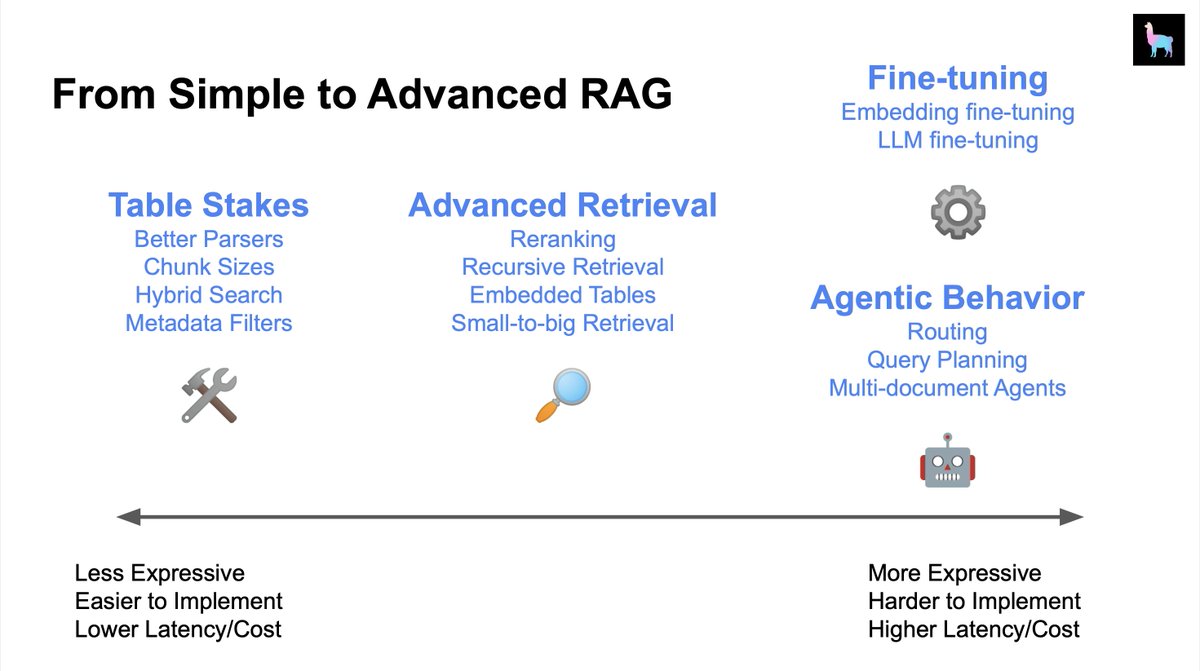 From Simple to Advanced RAG
Table Stakes
Better Parsers
Chunk Sizes
Hybrid Search
Metadata Filters
Advanced Retrieval
Reranking
Recursive Retrieval
Embedded Tables
Small-to-big Retrieval
Fine-tuning
Embedding fine-tuning
LLM fine-tuning
Agentic Behavior
Routing
Query Planning
Multi-document Agents
Less Expressive
Easier to Implement
Lower Latency/Cost
More Expressive
Harder to Implement
Higher Latency/Cost